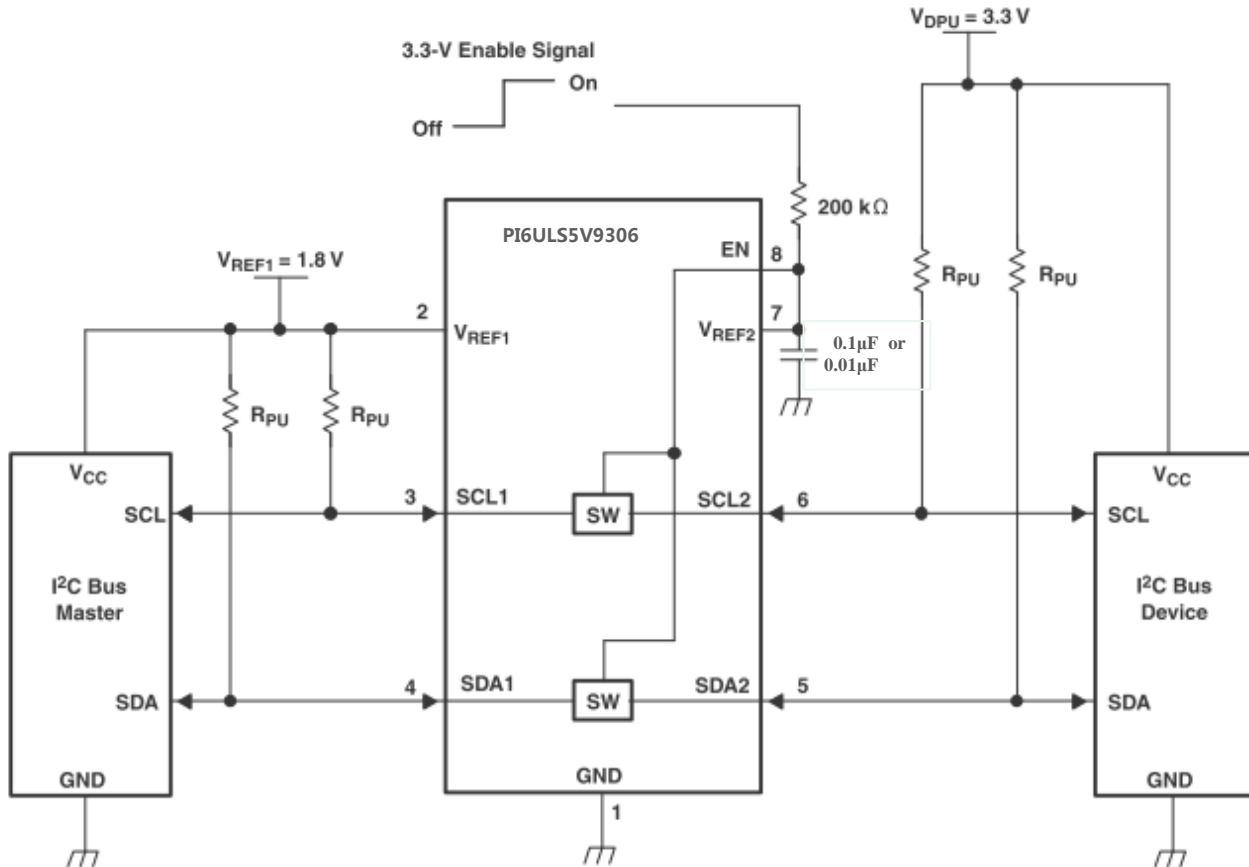 V_DPU = 3.3 V
3.3-V Enable Signal
On
Off
200 kΩ
PI6ULS5V9306
EN
8
R_PU
R_PU
V_REF1 = 1.8 V
2
V_REF1
7
V_REF2
0.1µF or
0.01µF
R_PU
R_PU
V_CC
V_CC
SCL
3
SCL1
SW
SCL2
6
SCL
I²C Bus
Master
I²C Bus
Device
SDA
4
SDA1
SW
SDA2
5
SDA
GND
GND
1
GND